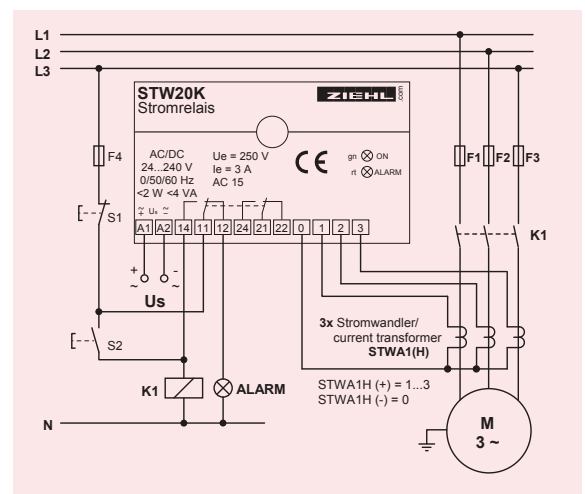 L1
L2
L3
STW20K
Stromrelais
ZIEHL
.com
F4
AC/DC
24...240 V
0/50/60 Hz
<2 W <4 VA
Ue = 250 V
Ie = 3 A
AC 15
CE
gn ON
rt ALARM
F1 F2 F3
S1
~ + Us ~ -
A1 A2 14 11 12 24 21 22 0 1 2 3
K1
+ -
~ ~
Us
S2
3x Stromwandler/
current transformer
STWA1(H)
K1
ALARM
STWA1H (+) = 1...3
STWA1H (-) = 0
N
M
3 ~